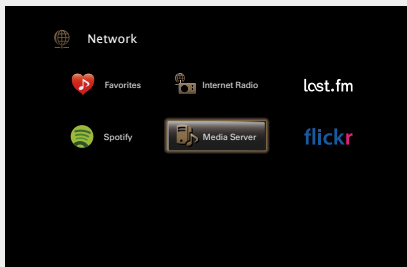 Network
Favorites
Internet Radio
last.fm
Spotify
Media Server
flickr